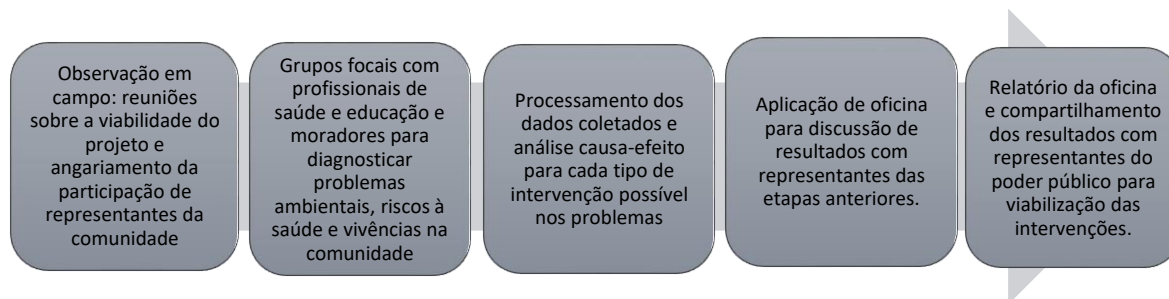 Observação em
campo: reuniões
sobre a viabilidade do
projeto e
angariamento da
participação de
representantes da
comunidade
Grupos focais com
profissionais de
saúde e educação e
moradores para
diagnosticar
problemas
ambientais, riscos à
saúde e vivências na
comunidade
Processamento dos
dados coletados e
análise causa-efeito
para cada tipo de
intervenção possível
nos problemas
Aplicação de oficina
para discussão de
resultados com
representantes das
etapas anteriores.
Relatório da oficina
e compartilhamento
dos resultados com
representantes do
poder público para
viabilização das
intervenções.